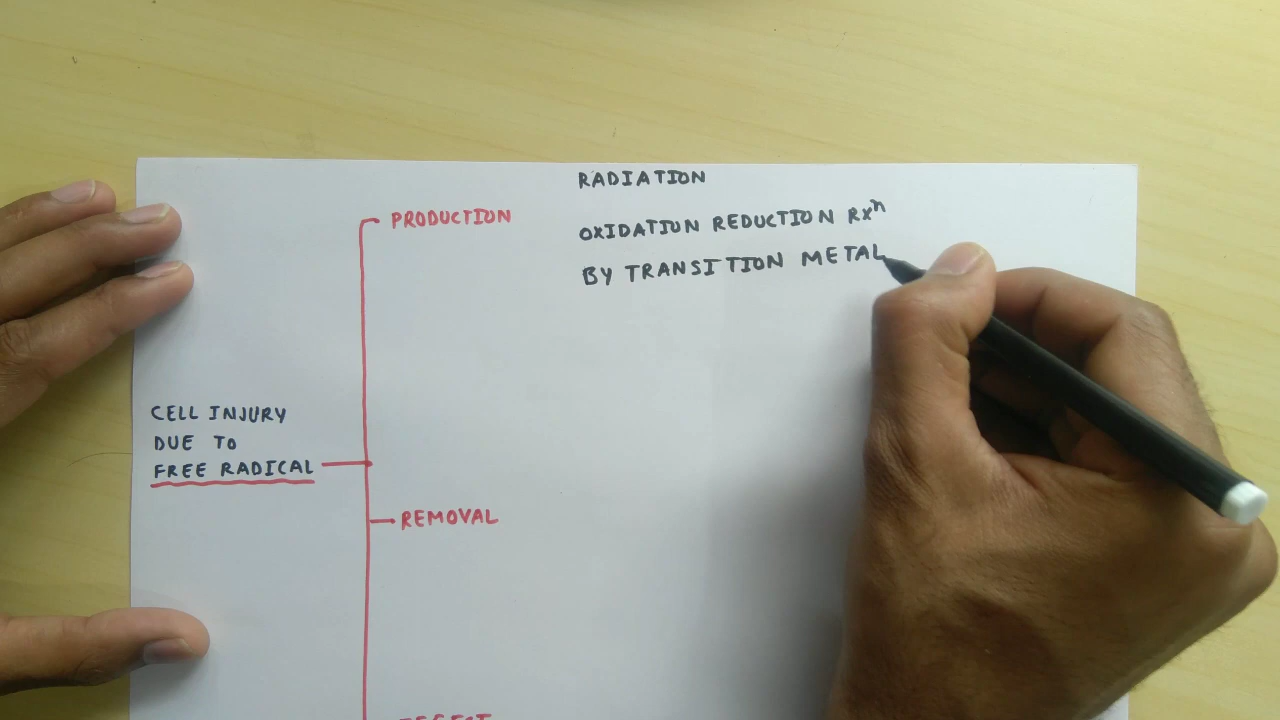 RADIATION
PRODUCTION
OXIDATION REDUCTION RXⁿ
BY TRANSITION METAL
CELL INJURY
DUE TO
FREE RADICAL
REMOVAL